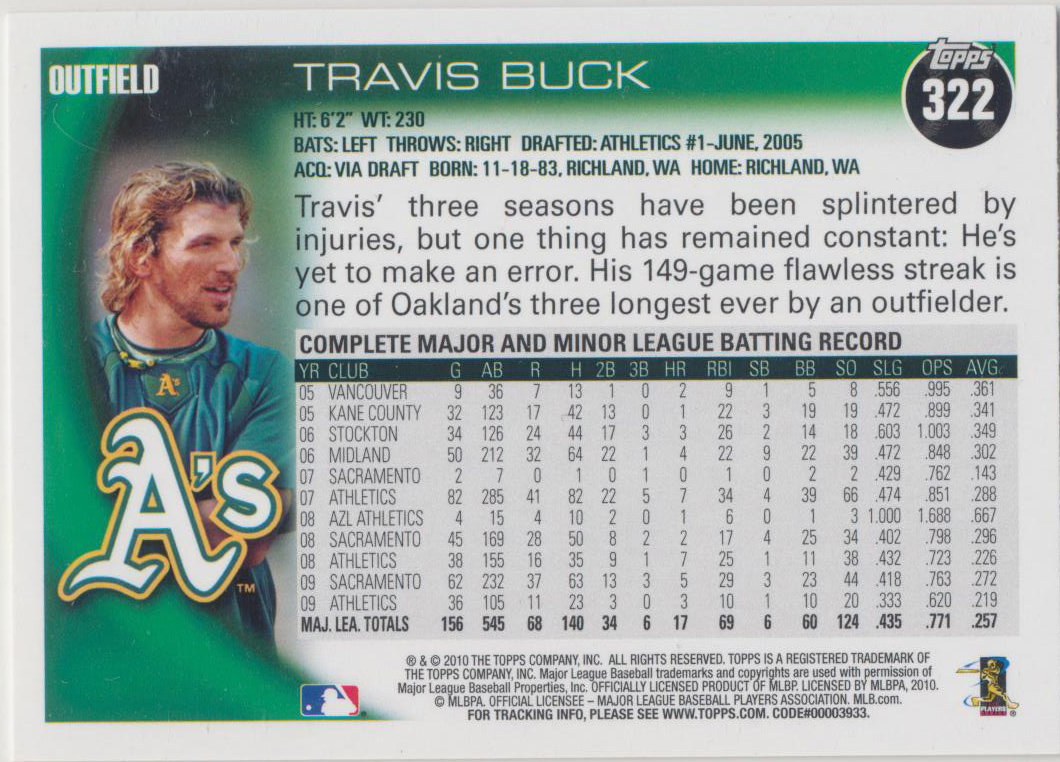 OUTFIELD
TRAVIS BUCK
Topps
322
HT: 6'2" WT: 230
BATS: LEFT THROWS: RIGHT DRAFTED: ATHLETICS #1-JUNE, 2005
ACQ: VIA DRAFT BORN: 11-18-83, RICHLAND, WA HOME: RICHLAND, WA
Travis' three seasons have been splintered by
injuries, but one thing has remained constant: He's
yet to make an error. His 149-game flawless streak is
one of Oakland's three longest ever by an outfielder.
COMPLETE MAJOR AND MINOR LEAGUE BATTING RECORD
YR CLUB G AB R H 2B 3B HR RBI SB BB SO SLG OPS AVG.
05 VANCOUVER 9 36 7 13 1 0 2 9 1 5 8 .556 .995 .361
05 KANE COUNTY 32 123 17 42 13 0 1 22 3 19 19 .472 .899 .341
06 STOCKTON 34 126 24 44 17 3 3 26 2 14 18 .603 1.003 .349
06 MIDLAND 50 212 32 64 22 1 4 22 9 22 39 .472 .848 .302
07 SACRAMENTO 2 7 0 1 0 1 0 1 0 2 2 .429 .762 .143
07 ATHLETICS 82 285 41 82 22 5 7 34 4 39 66 .474 .851 .288
08 AZL ATHLETICS 4 15 4 10 2 0 1 6 0 1 3 1.000 1.688 .667
08 SACRAMENTO 45 169 28 50 8 2 2 17 4 25 34 .402 .798 .296
08 ATHLETICS 38 155 16 35 9 1 7 25 1 11 38 .432 .723 .226
09 SACRAMENTO 62 232 37 63 13 3 5 29 3 23 44 .418 .763 .272
09 ATHLETICS 36 105 11 23 3 0 3 10 1 10 20 .333 .620 .219
MAJ. LEA. TOTALS 156 545 68 140 34 6 17 69 6 60 124 .435 .771 .257
A's
A's™
® & © 2010 THE TOPPS COMPANY, INC. ALL RIGHTS RESERVED. TOPPS IS A REGISTERED TRADEMARK OF
THE TOPPS COMPANY, INC. Major League Baseball trademarks and copyrights are used with permission of
Major League Baseball Properties, Inc. OFFICIALLY LICENSED PRODUCT OF MLBP. LICENSED BY MLBPA, 2010.
© MLBPA. OFFICIAL LICENSEE – MAJOR LEAGUE BASEBALL PLAYERS ASSOCIATION. MLB.com.
FOR TRACKING INFO, PLEASE SEE WWW.TOPPS.COM. CODE#00003933.
PLAYERS